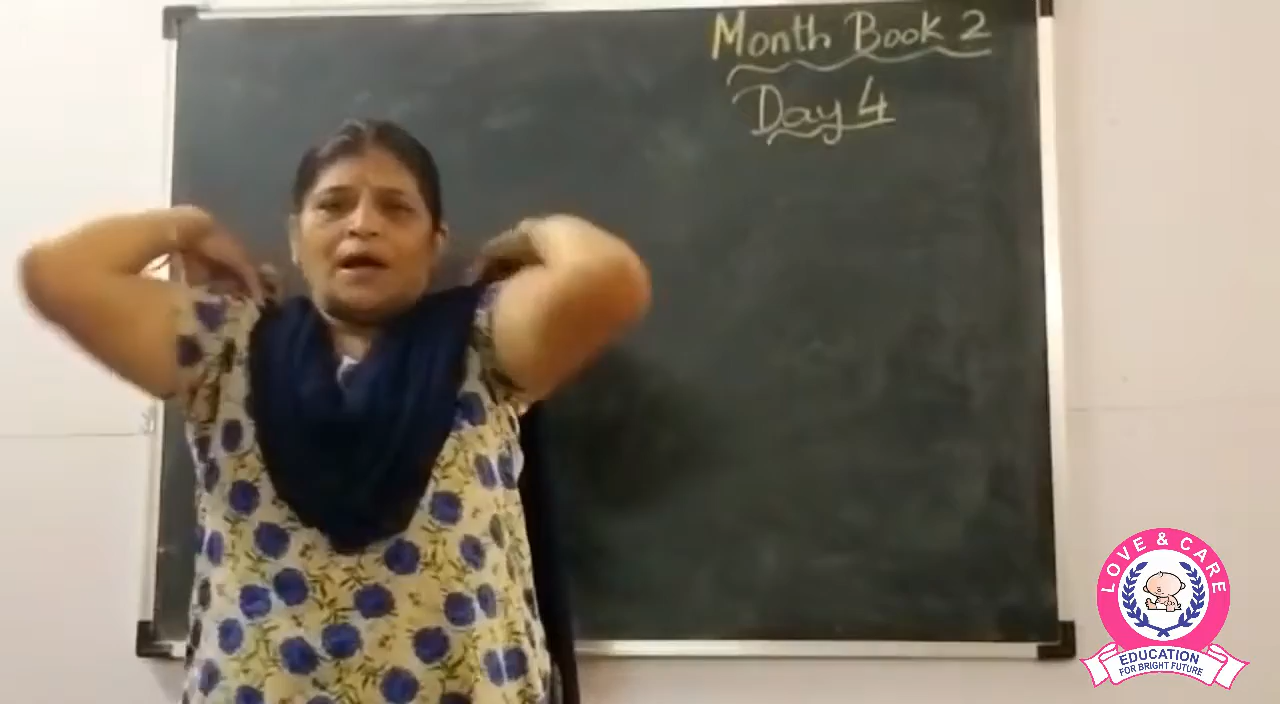 Month Book 2
Day 4
LOVE & CARE
EDUCATION
FOR BRIGHT FUTURE